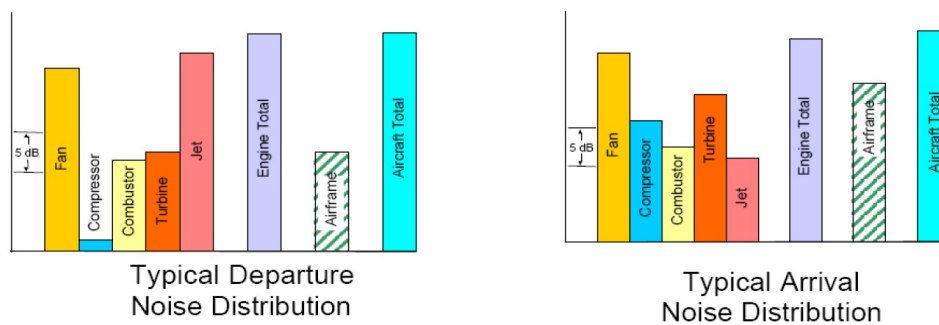 5 dB
Fan
Compressor
Combustor
Turbine
Jet
Engine Total
Airframe
Aircraft Total
Typical Departure
Noise Distribution
5 dB
Fan
Compressor
Combustor
Turbine
Jet
Engine Total
Airframe
Aircraft Total
Typical Arrival
Noise Distribution